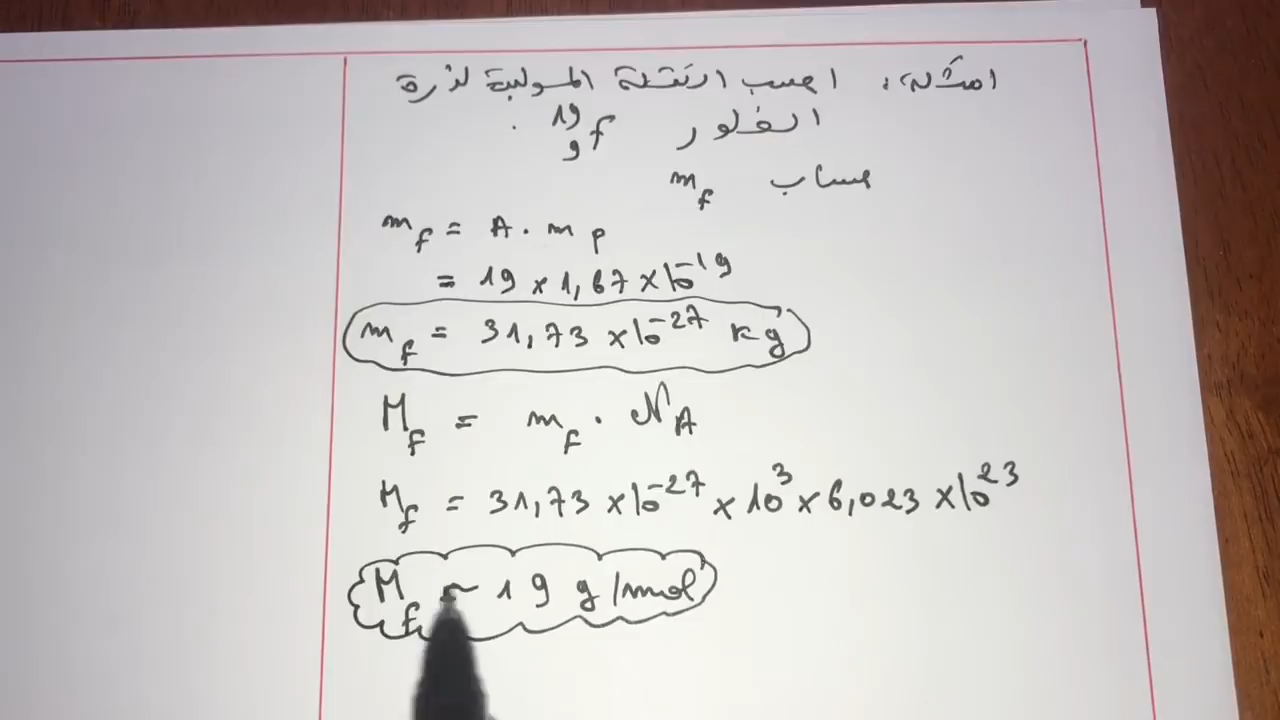 امثلة: احسب الكتلة المولية لذرة
الفلور ¹⁹₉f .
حساب m_f
m_f = A . m_p
= 19 × 1,67 × 10⁻¹⁹
m_f = 31,73 × 10⁻²⁷ kg
M_f = m_f . N_A
M_f = 31,73 × 10⁻²⁷ × 10³ × 6,023 × 10²³
M_f ≈ 19 g/mol